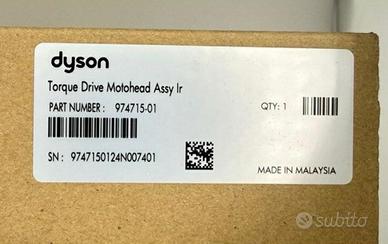 dyson
Torque Drive Motohead Assy Ir
PART NUMBER : 974715-01
QTY: 1
SN : 9747150124N007401
MADE IN MALAYSIA
subito